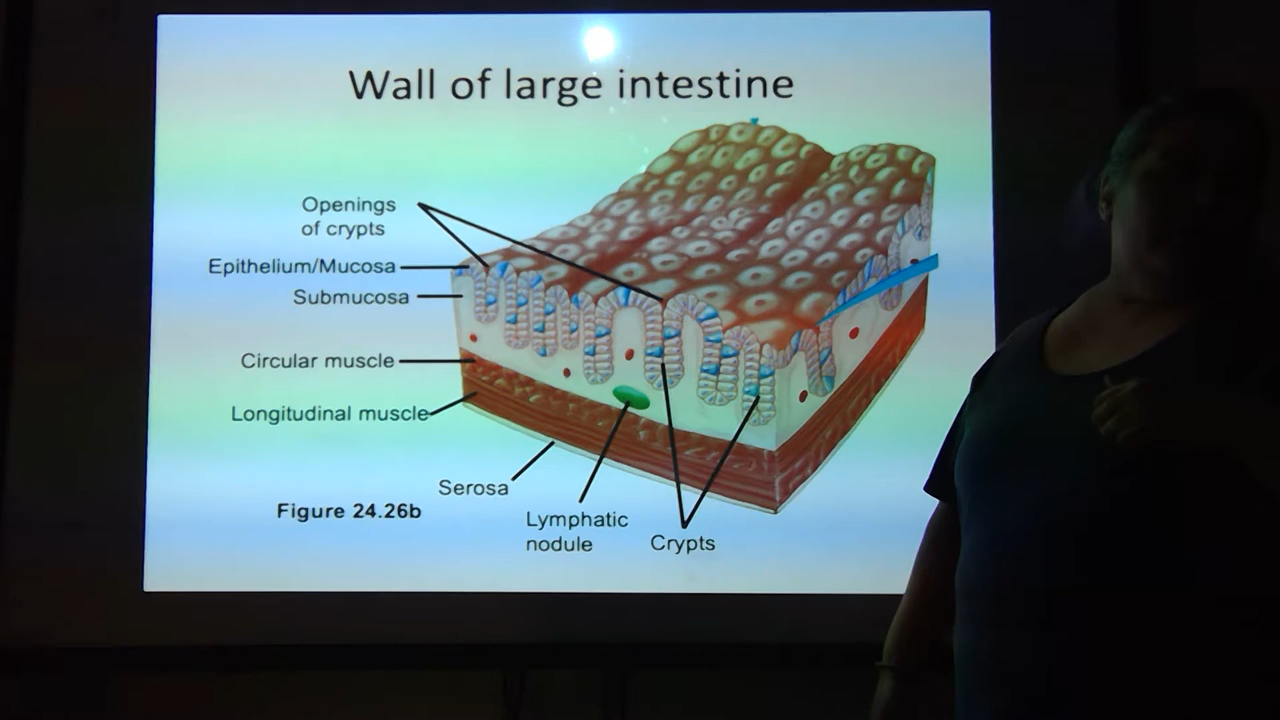 Wall of large intestine
Openings
of crypts
Epithelium/Mucosa
Submucosa
Circular muscle
Longitudinal muscle
Serosa
Figure 24.26b
Lymphatic
nodule
Crypts